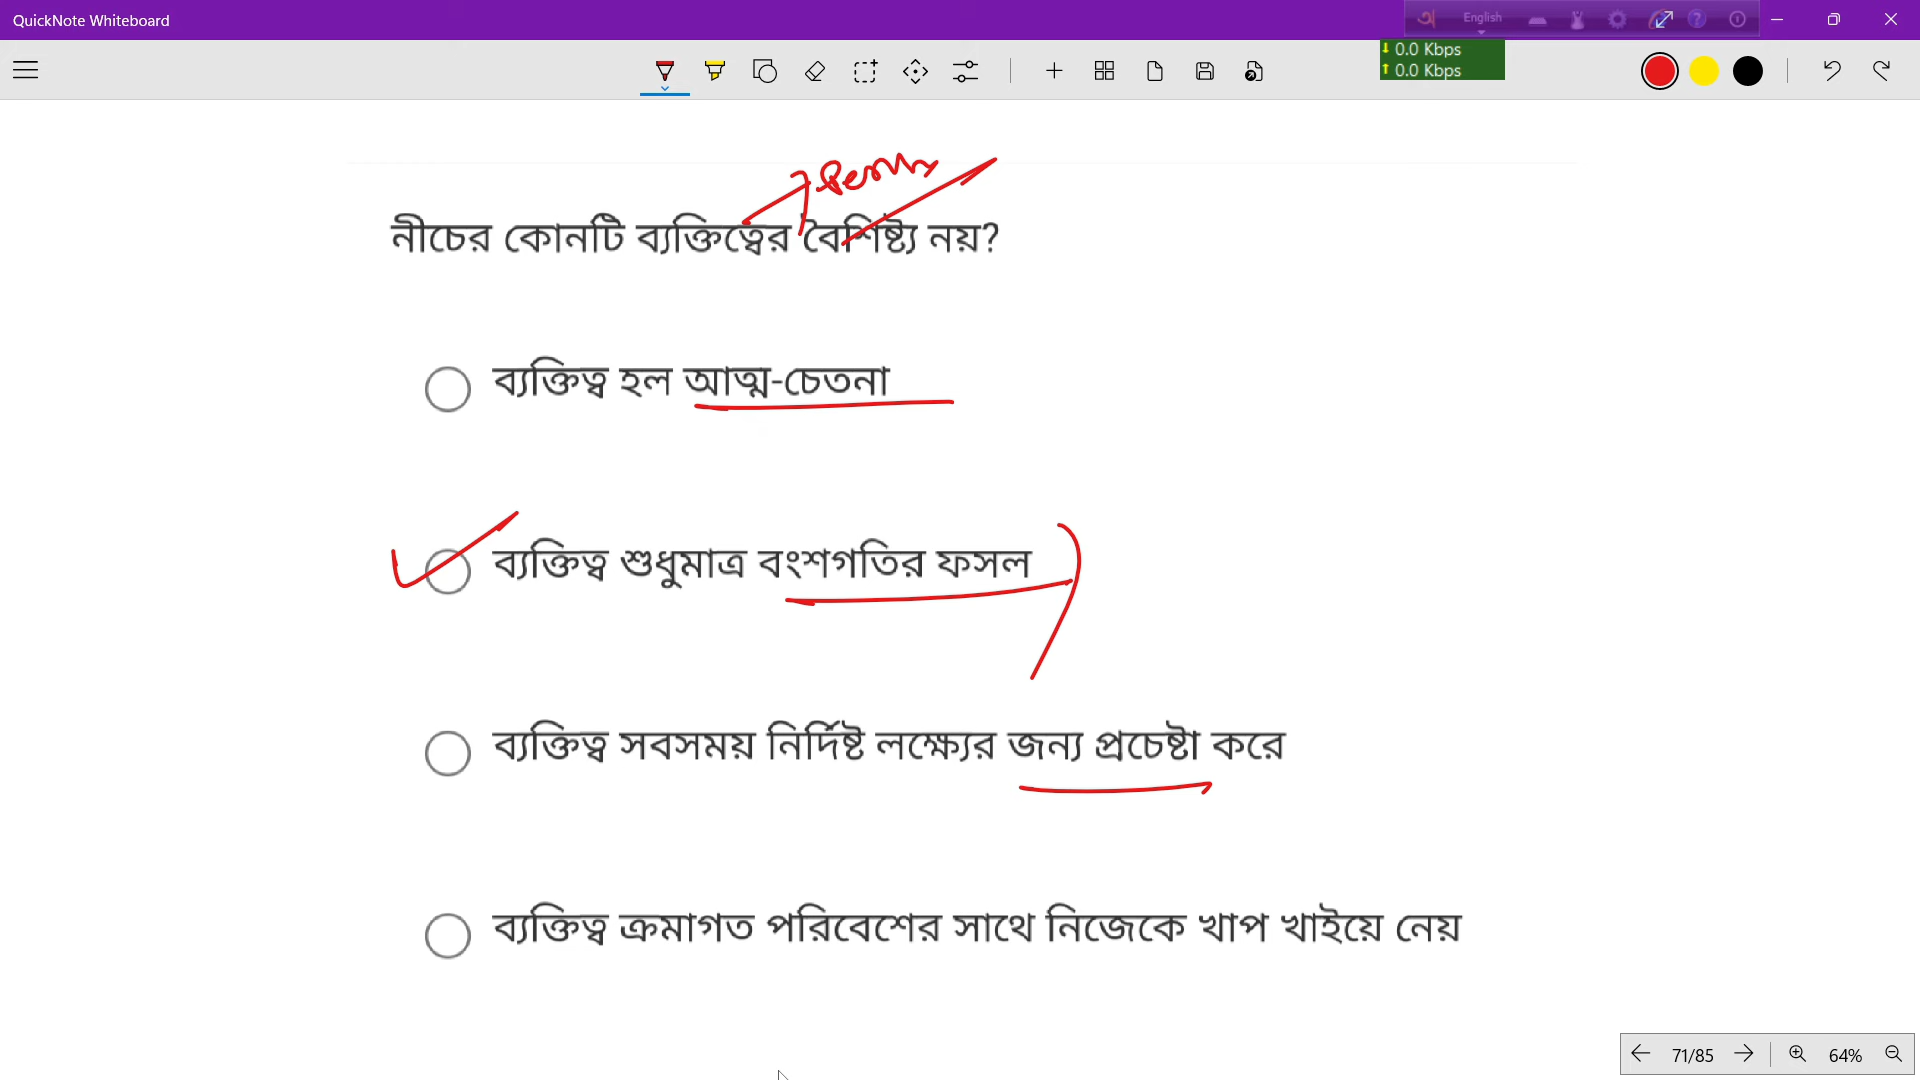 QuickNote Whiteboard
English
0.0 Kbps
0.0 Kbps
নীচের কোনটি ব্যক্তিত্বের বৈশিষ্ট্য নয়?
ব্যক্তিত্ব হল আত্ম-চেতনা
ব্যক্তিত্ব শুধুমাত্র বংশগতির ফসল
ব্যক্তিত্ব সবসময় নির্দিষ্ট লক্ষ্যের জন্য প্রচেষ্টা করে
ব্যক্তিত্ব ক্রমাগত পরিবেশের সাথে নিজেকে খাপ খাইয়ে নেয়
71/85 64%